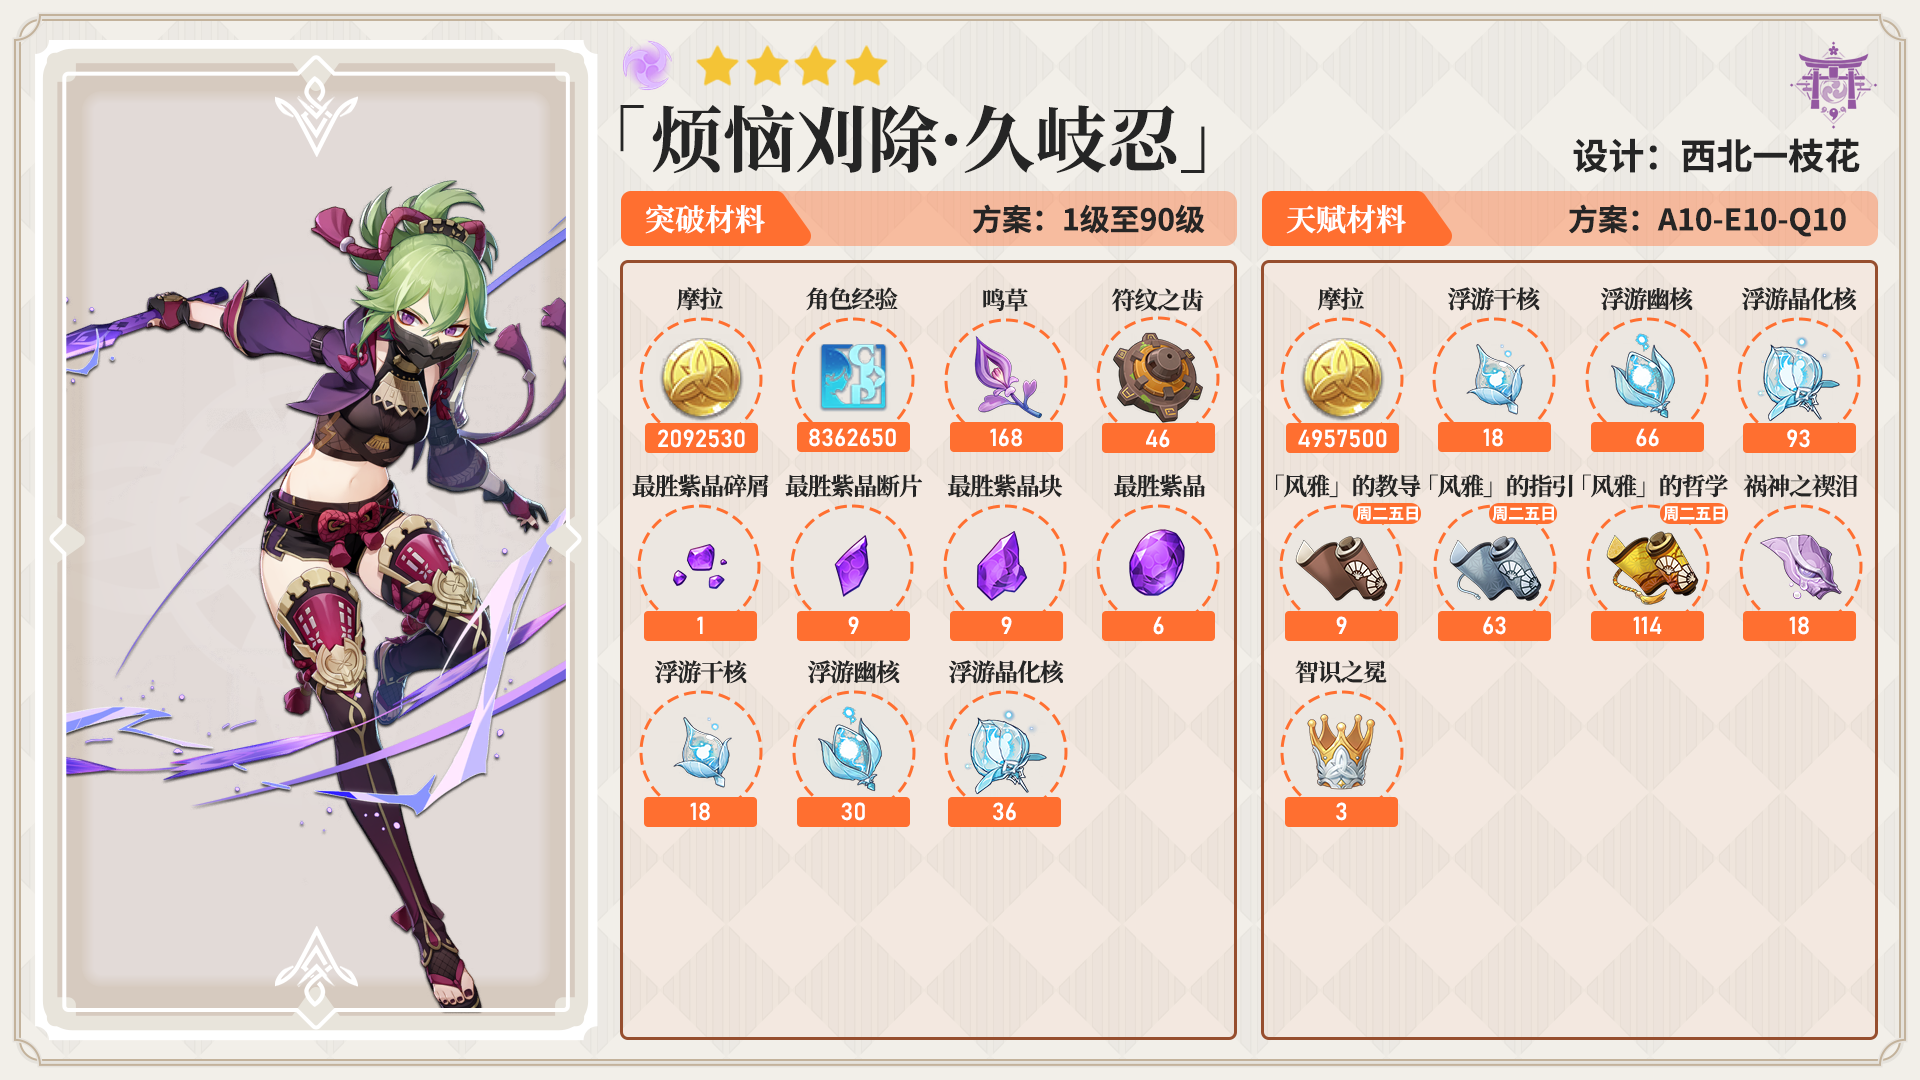 「烦恼刈除·久岐忍」
设计：西北一枝花
突破材料 方案：1级至90级
摩拉 角色经验 鸣草 符纹之齿
2092530 8362650 168 46
最胜紫晶碎屑 最胜紫晶断片 最胜紫晶块 最胜紫晶
1 9 9 6
浮游干核 浮游幽核 浮游晶化核
18 30 36
天赋材料 方案：A10-E10-Q10
摩拉 浮游干核 浮游幽核 浮游晶化核
4957500 18 66 93
「风雅」的教导 「风雅」的指引 「风雅」的哲学 祸神之禊泪
周二五日 周二五日 周二五日
9 63 114 18
智识之冕
3